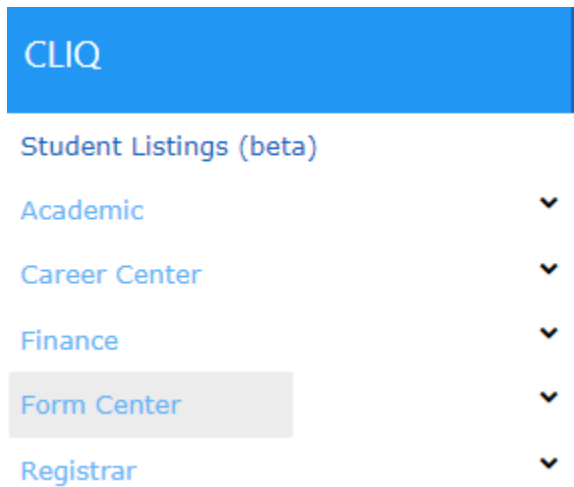 CLIQ
Student Listings (beta)
Academic
Career Center
Finance
Form Center
Registrar